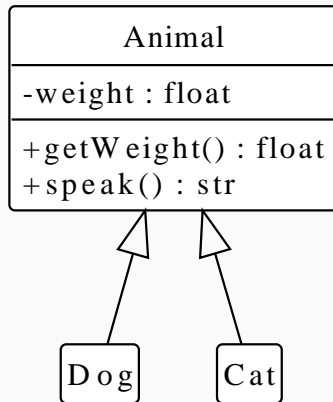 Animal
-weight : float
+getWeight() : float
+speak() : str
Dog
Cat